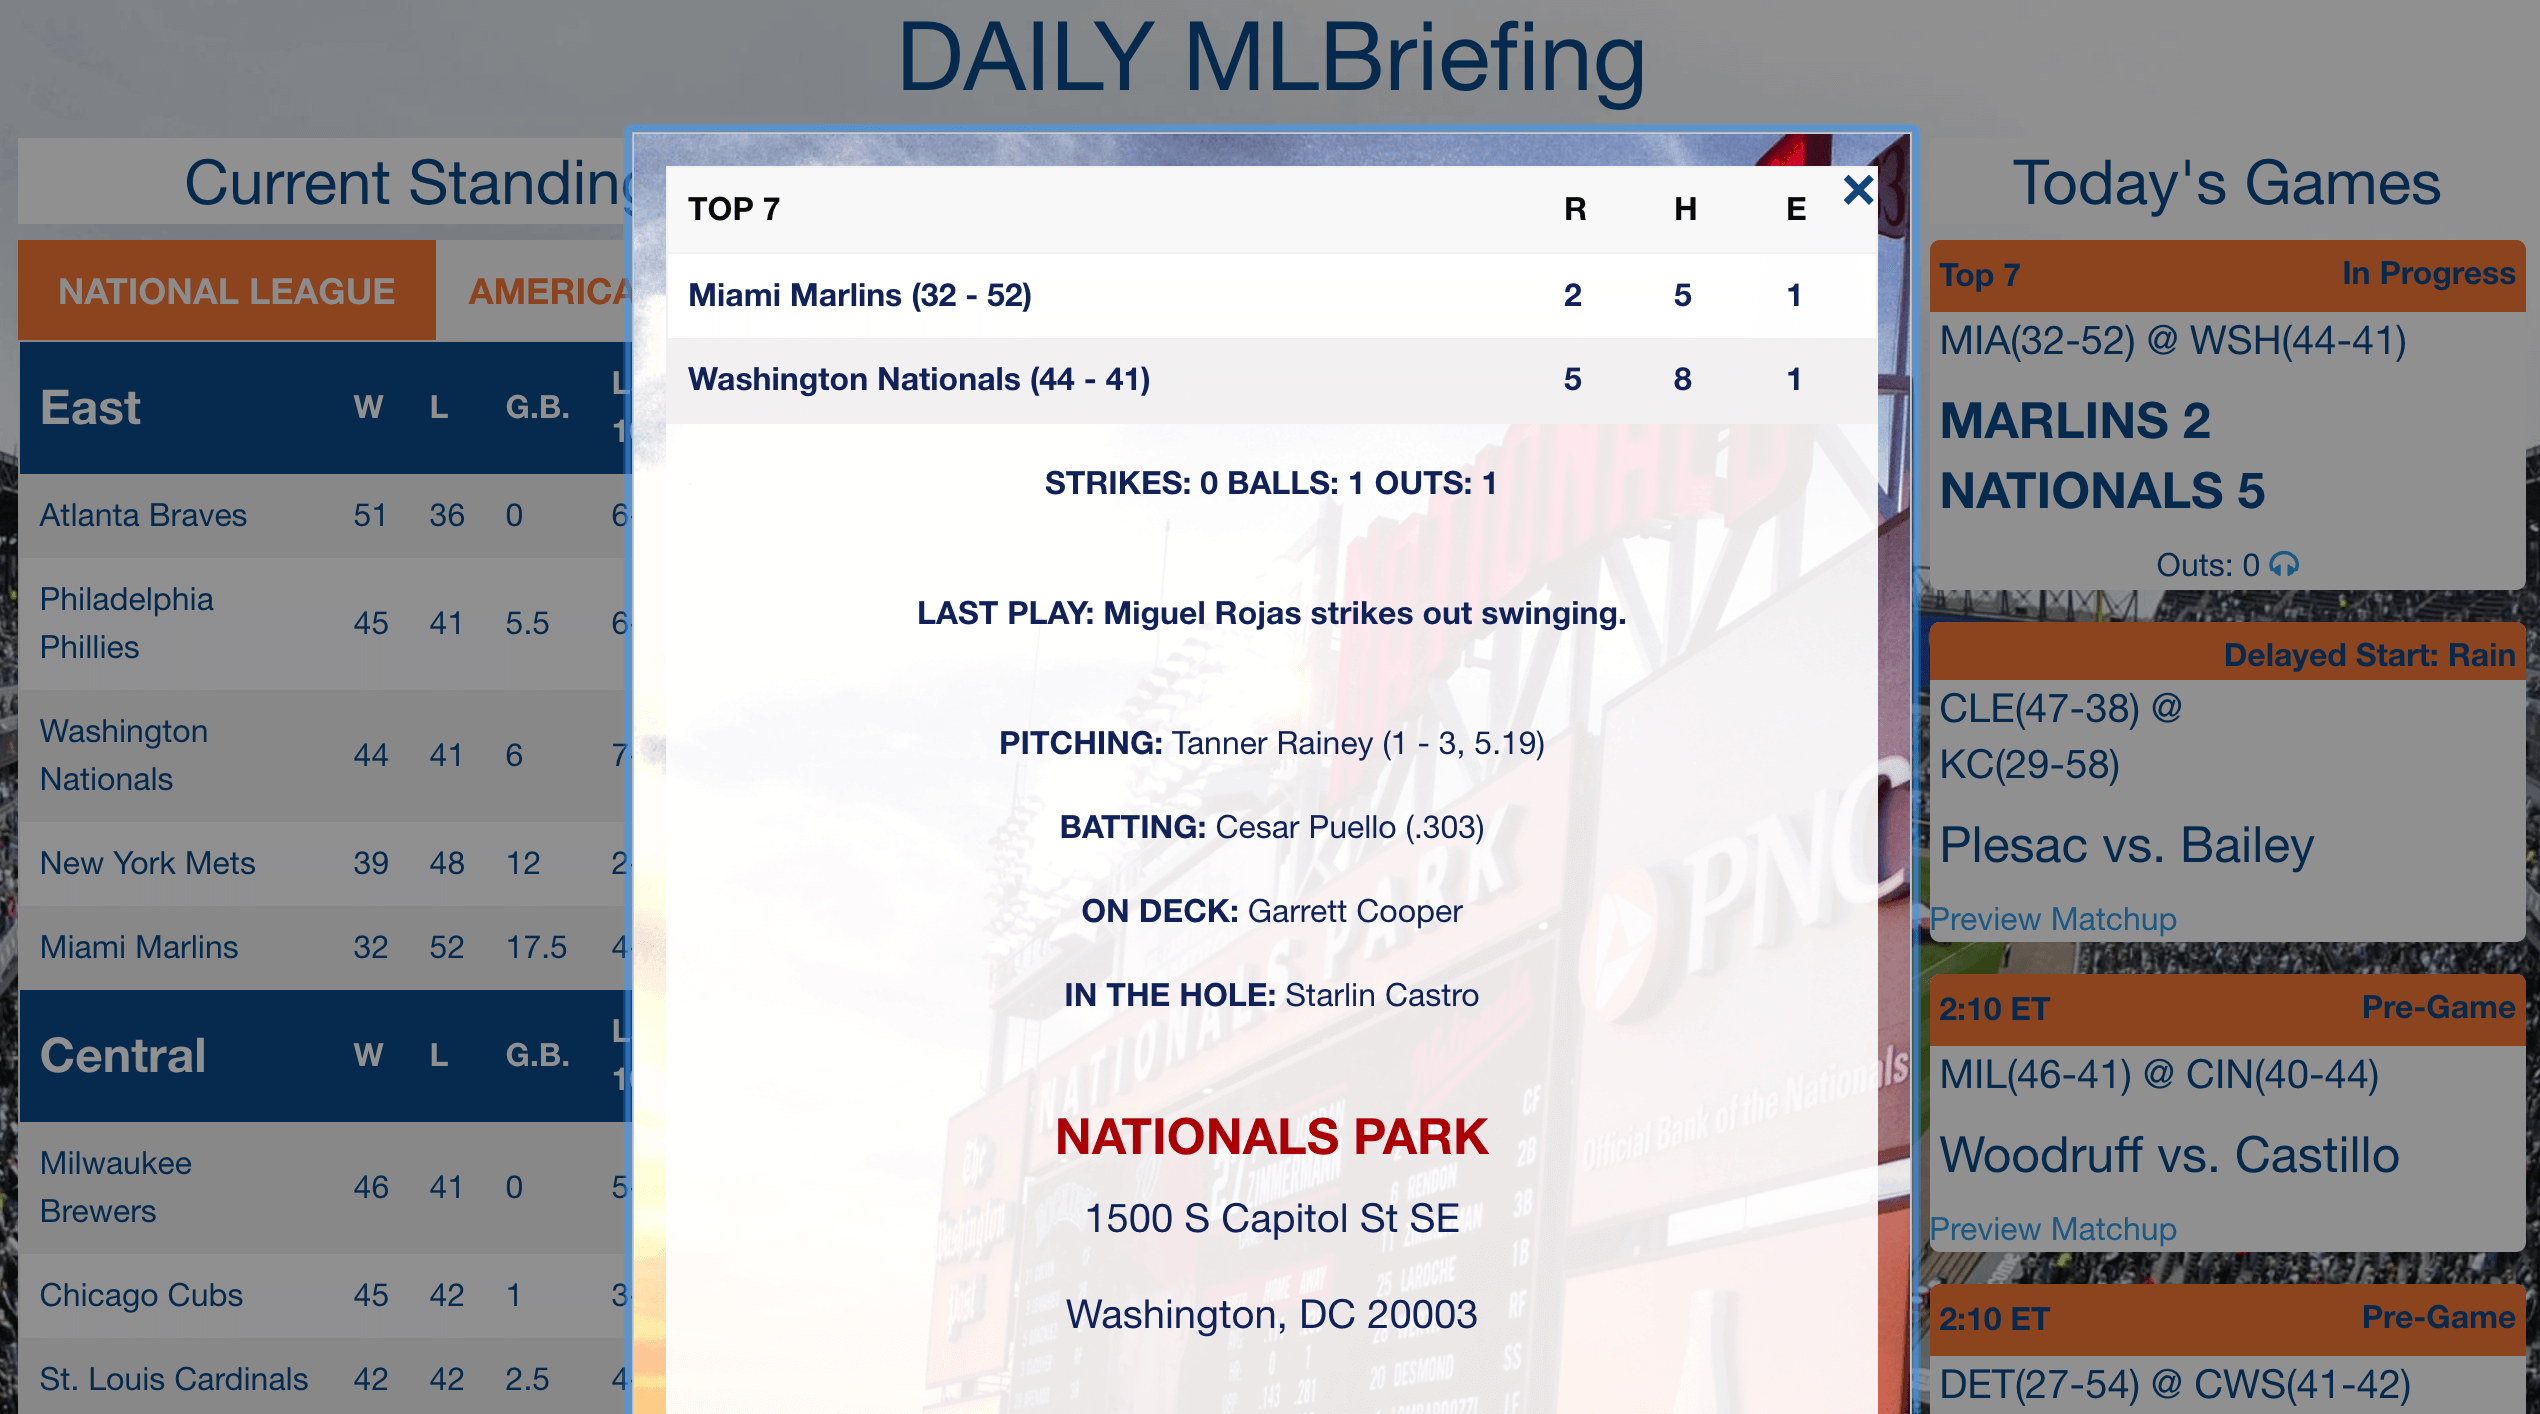 DAILY MLBriefing
Current Standing
NATIONAL LEAGUE AMERICA
East W L G.B.
Atlanta Braves 51 36 0 6
Philadelphia
Phillies 45 41 5.5 6
Washington
Nationals 44 41 6 7
New York Mets 39 48 12 2
Miami Marlins 32 52 17.5 4
Central W L G.B.
Milwaukee
Brewers 46 41 0 5
Chicago Cubs 45 42 1 3
St. Louis Cardinals 42 42 2.5 4
TOP 7 R H E
Miami Marlins (32 - 52) 2 5 1
Washington Nationals (44 - 41) 5 8 1
STRIKES: 0 BALLS: 1 OUTS: 1
LAST PLAY: Miguel Rojas strikes out swinging.
PITCHING: Tanner Rainey (1 - 3, 5.19)
BATTING: Cesar Puello (.303)
ON DECK: Garrett Cooper
IN THE HOLE: Starlin Castro
NATIONALS PARK
1500 S Capitol St SE
Washington, DC 20003
NATIONALS PARK
PNC
Official Bank of the Nationals
Today's Games
Top 7 In Progress
MIA(32-52) @ WSH(44-41)
MARLINS 2
NATIONALS 5
Outs: 0
Delayed Start: Rain
CLE(47-38) @
KC(29-58)
Plesac vs. Bailey
Preview Matchup
2:10 ET Pre-Game
MIL(46-41) @ CIN(40-44)
Woodruff vs. Castillo
Preview Matchup
2:10 ET Pre-Game
DET(27-54) @ CWS(41-42)